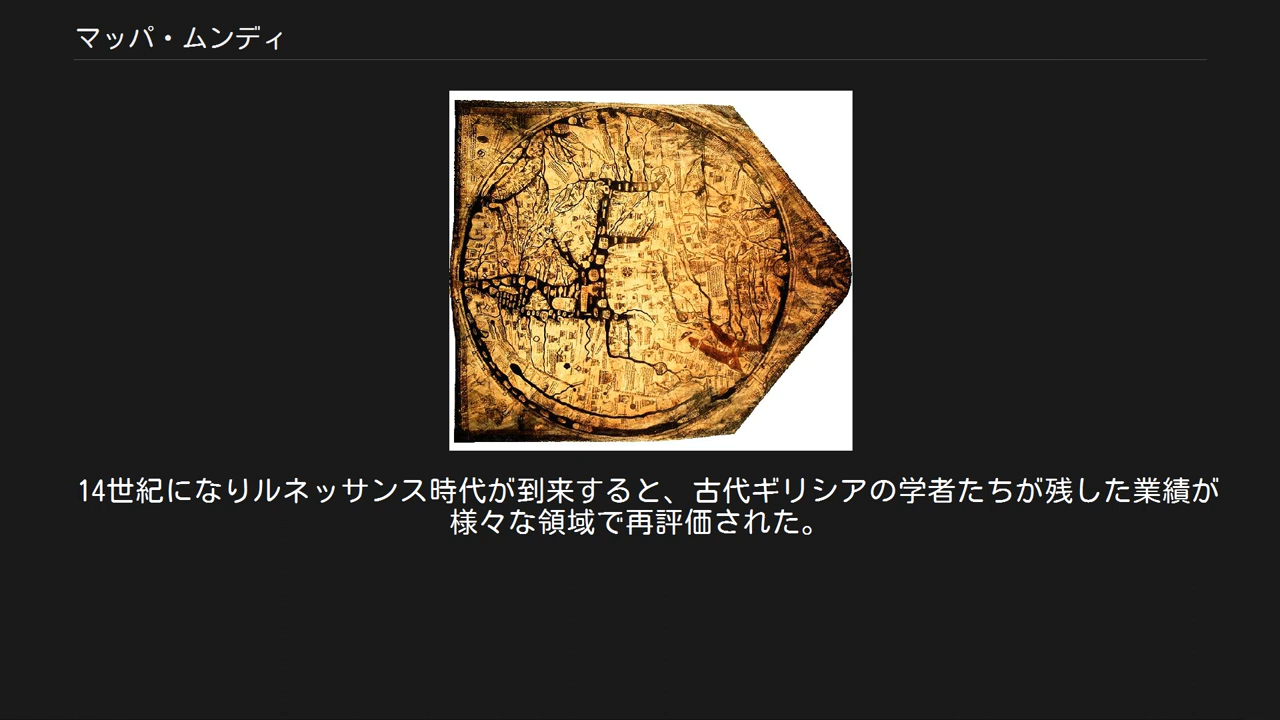 マッパ・ムンディ
14世紀になりルネッサンス時代が到来すると、古代ギリシアの学者たちが残した業績が
様々な領域で再評価された。